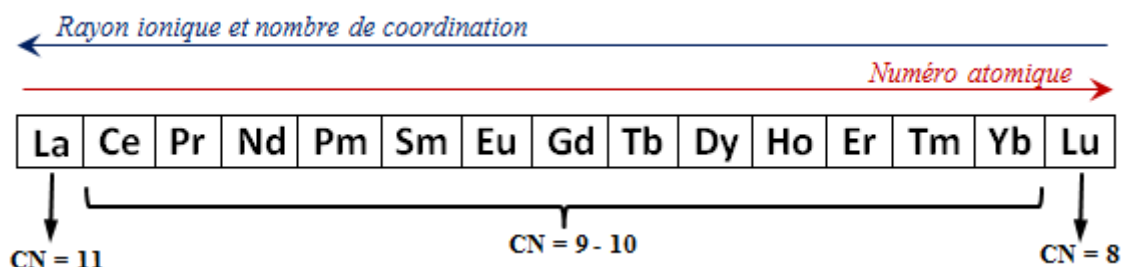 Rayon ionique et nombre de coordination
Numéro atomique
La Ce Pr Nd Pm Sm Eu Gd Tb Dy Ho Er Tm Yb Lu
CN = 11
CN = 9 - 10
CN = 8